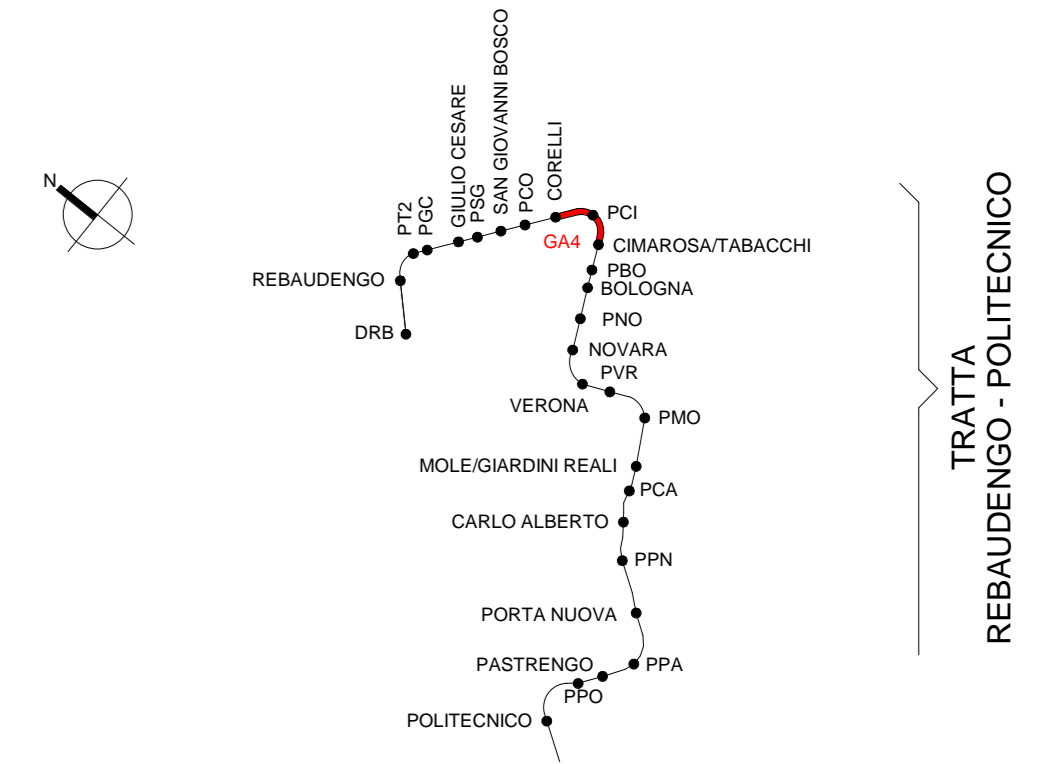 N
PT2
PGC
GIULIO CESARE
PSG
SAN GIOVANNI BOSCO
PCO
CORELLI
PCI
GA4
CIMAROSA/TABACCHI
REBAUDENGO
PBO
BOLOGNA
DRB
PNO
NOVARA
PVR
VERONA
PMO
MOLE/GIARDINI REALI
PCA
CARLO ALBERTO
PPN
PORTA NUOVA
PASTRENGO
PPA
PPO
POLITECNICO
TRATTA
REBAUDENGO - POLITECNICO